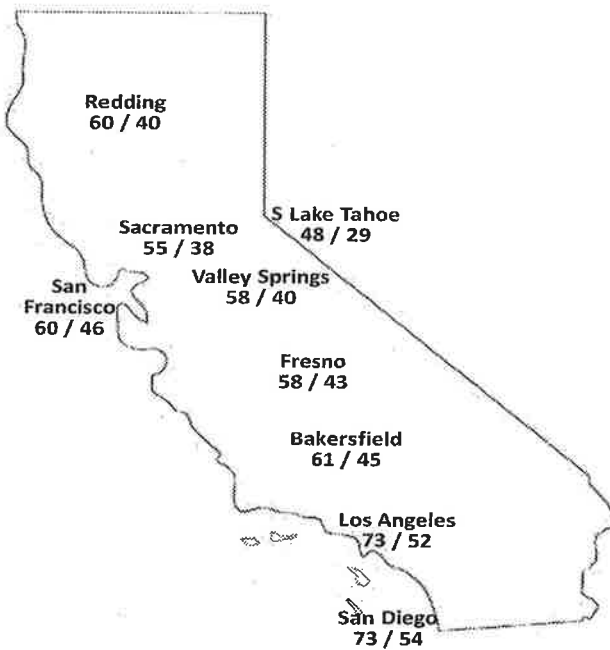 Redding
60 / 40
S Lake Tahoe
48 / 29
Sacramento
55 / 38
Valley Springs
58 / 40
San
Francisco
60 / 46
Fresno
58 / 43
Bakersfield
61 / 45
Los Angeles
73 / 52
San Diego
73 / 54